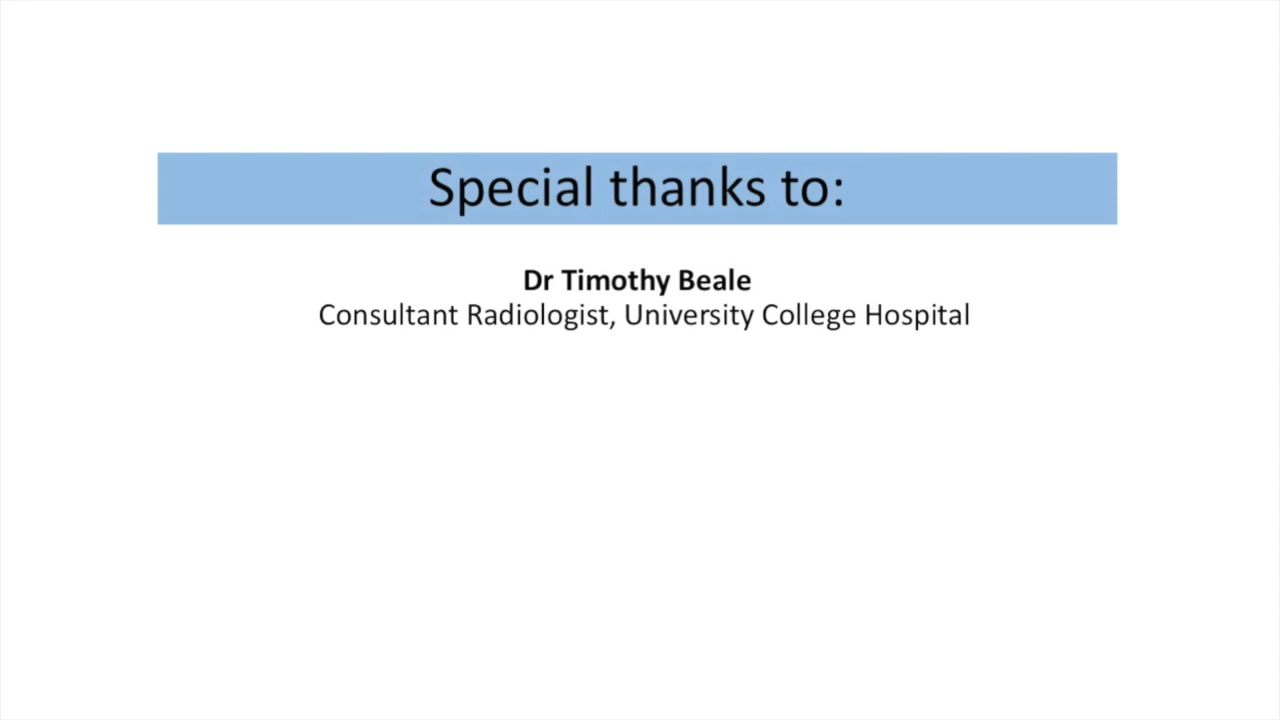 Special thanks to:
Dr Timothy Beale
Consultant Radiologist, University College Hospital